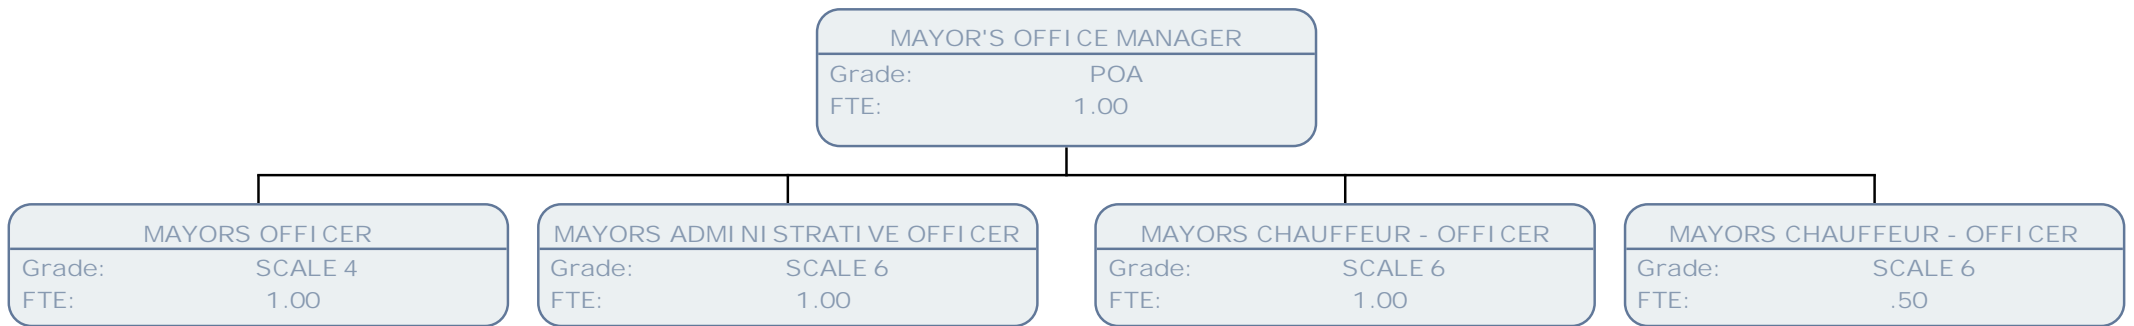 MAYOR'S OFFICE MANAGER
Grade: POA
FTE: 1.00
MAYORS OFFICER
Grade: SCALE 4
FTE: 1.00
MAYORS ADMINISTRATIVE OFFICER
Grade: SCALE 6
FTE: 1.00
MAYORS CHAUFFEUR - OFFICER
Grade: SCALE 6
FTE: 1.00
MAYORS CHAUFFEUR - OFFICER
Grade: SCALE 6
FTE: .50